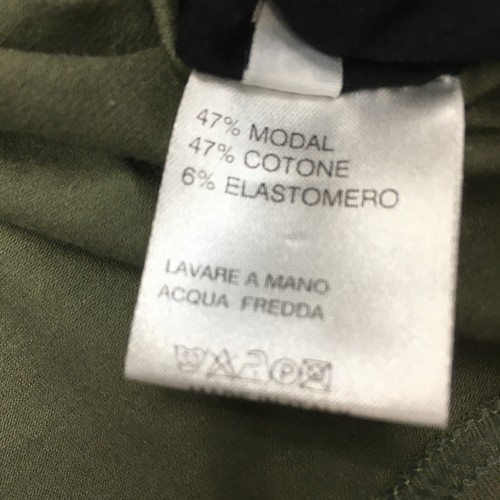 47% MODAL
47% COTONE
6% ELASTOMERO
LAVARE A MANO
ACQUA FREDDA